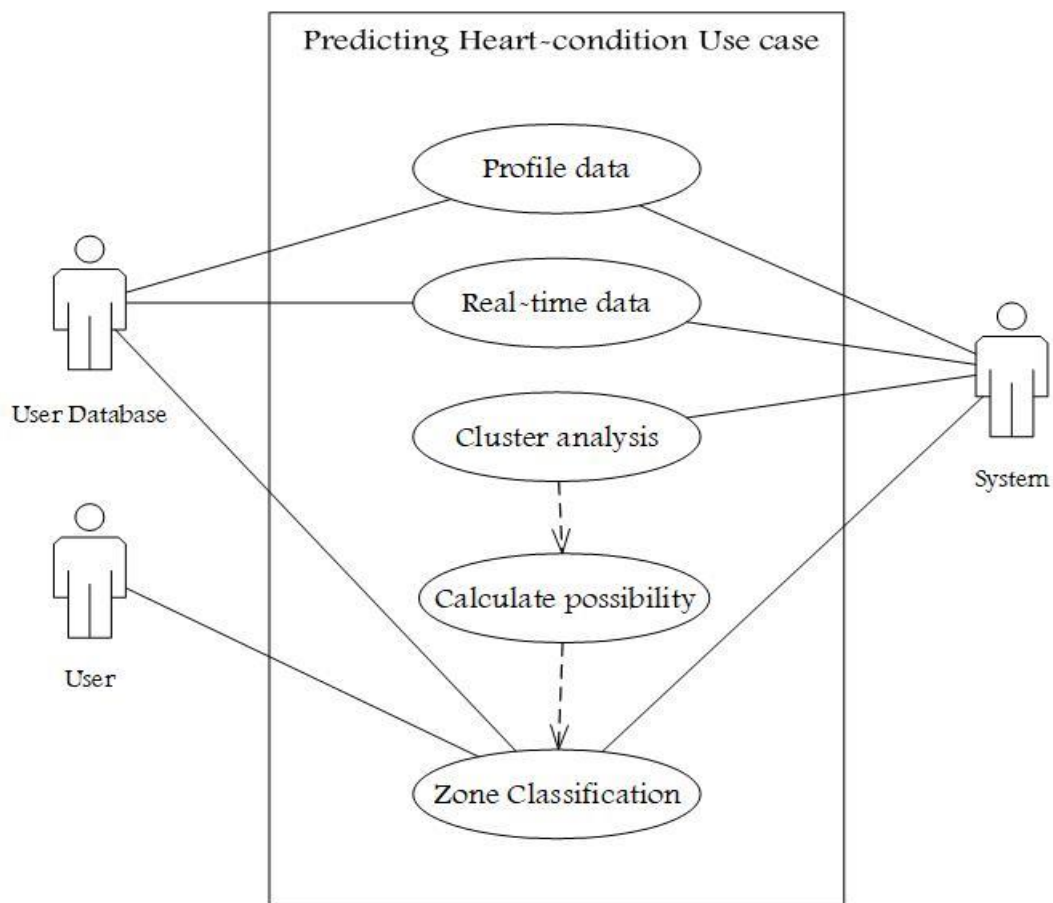 Predicting Heart-condition Use case
Profile data
Real-time data
User Database
Cluster analysis
System
Calculate possibility
User
Zone Classification